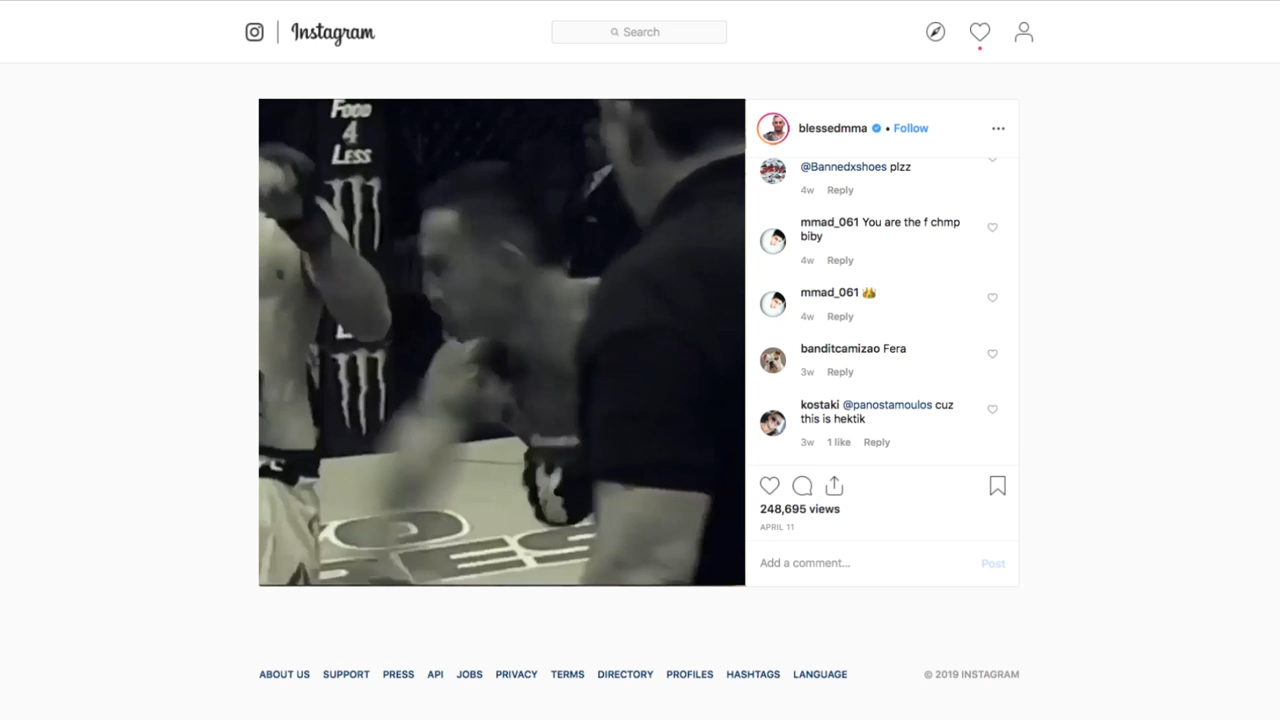 Instagram
Search
Food
4
Less
blessedmma • Follow
@Bannedxshoes plzz
4w Reply
mmad_061 You are the f chmp
biby
4w Reply
mmad_061 👑
4w Reply
banditcamizao Fera
3w Reply
kostaki @panostamoulos cuz
this is hektik
3w 1 like Reply
248,695 views
APRIL 11
Add a comment...
Post
ABOUT US SUPPORT PRESS API JOBS PRIVACY TERMS DIRECTORY PROFILES HASHTAGS LANGUAGE
© 2019 INSTAGRAM